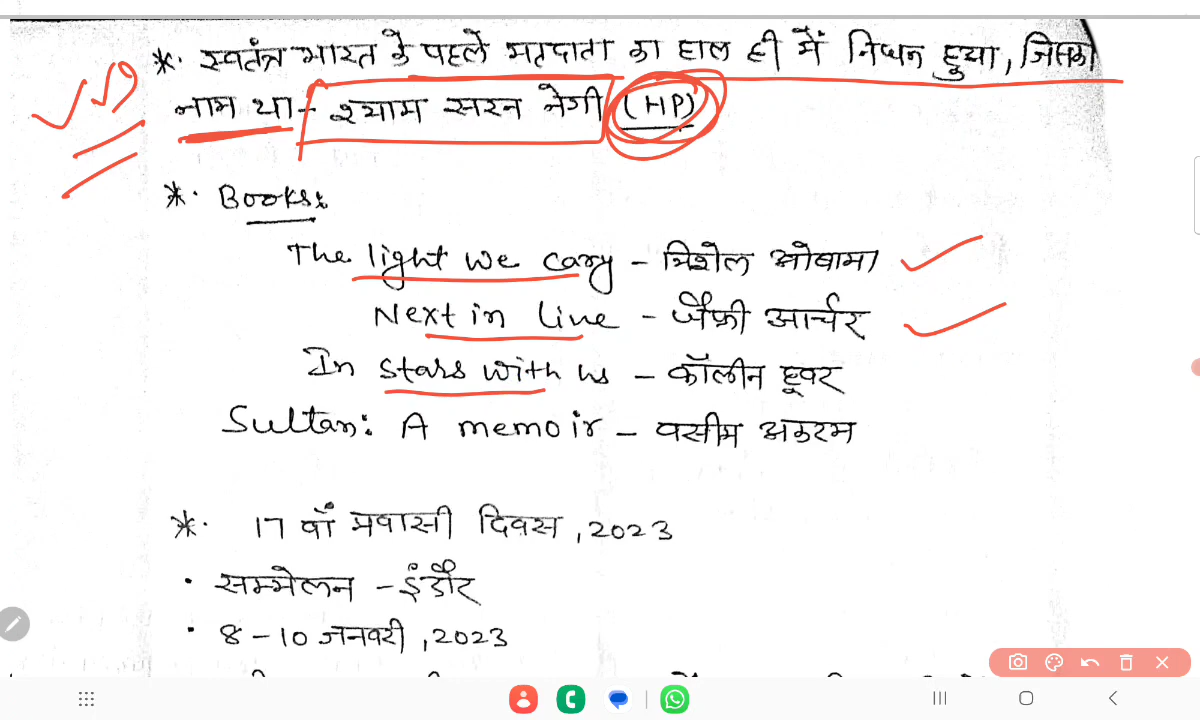 *. स्वतंत्र भारत के पहले मतदाता का हाल ही में निधन हुया, जिसका
नाम था - श्याम सरन नेगी (HP)
*. Books:
The light we carry - मिशेल ओबामा
Next in line - जैफ्री आर्चर
In stars with us - कॉलीन हूवर
Sultan: A memoir - वसीम अकरम
*. 17 वाँ प्रवासी दिवस, 2023
• सम्मेलन - इंदौर
• 8-10 जनवरी, 2023